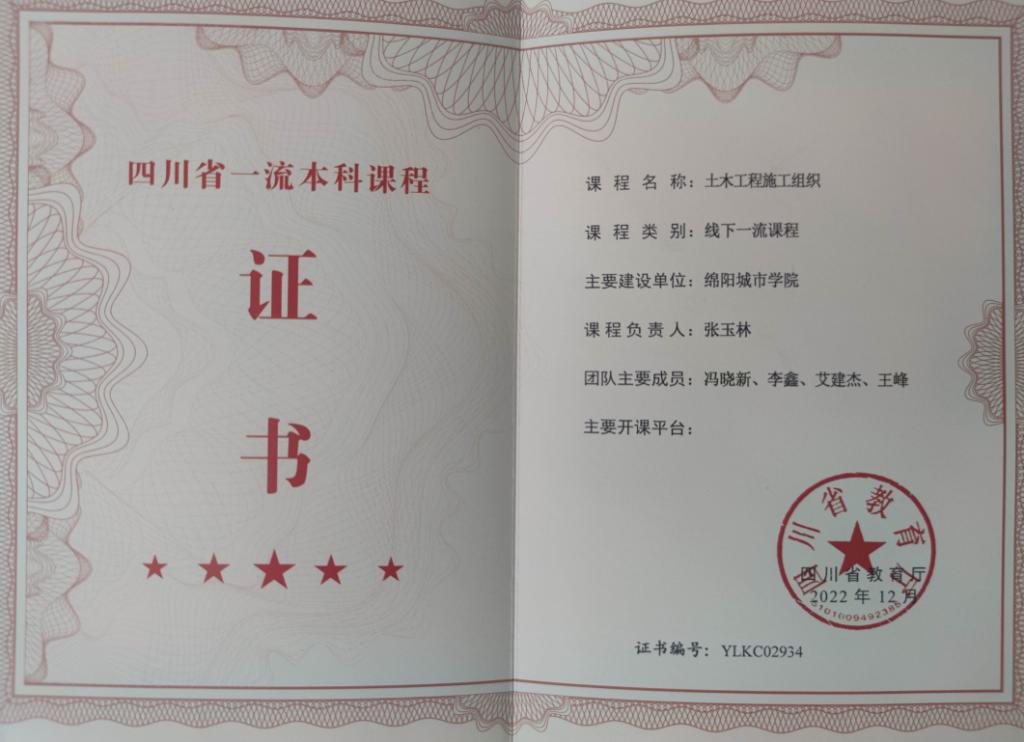 四川省一流本科课程
证
书
课程名称：土木工程施工组织
课程类别：线下一流课程
主要建设单位：绵阳城市学院
课程负责人：张玉林
团队主要成员：冯晓新、李鑫、艾建杰、王峰
主要开课平台：
四川省教育厅
四川省教育厅
2022年12月
5101009492385
证书编号：YLKC02934